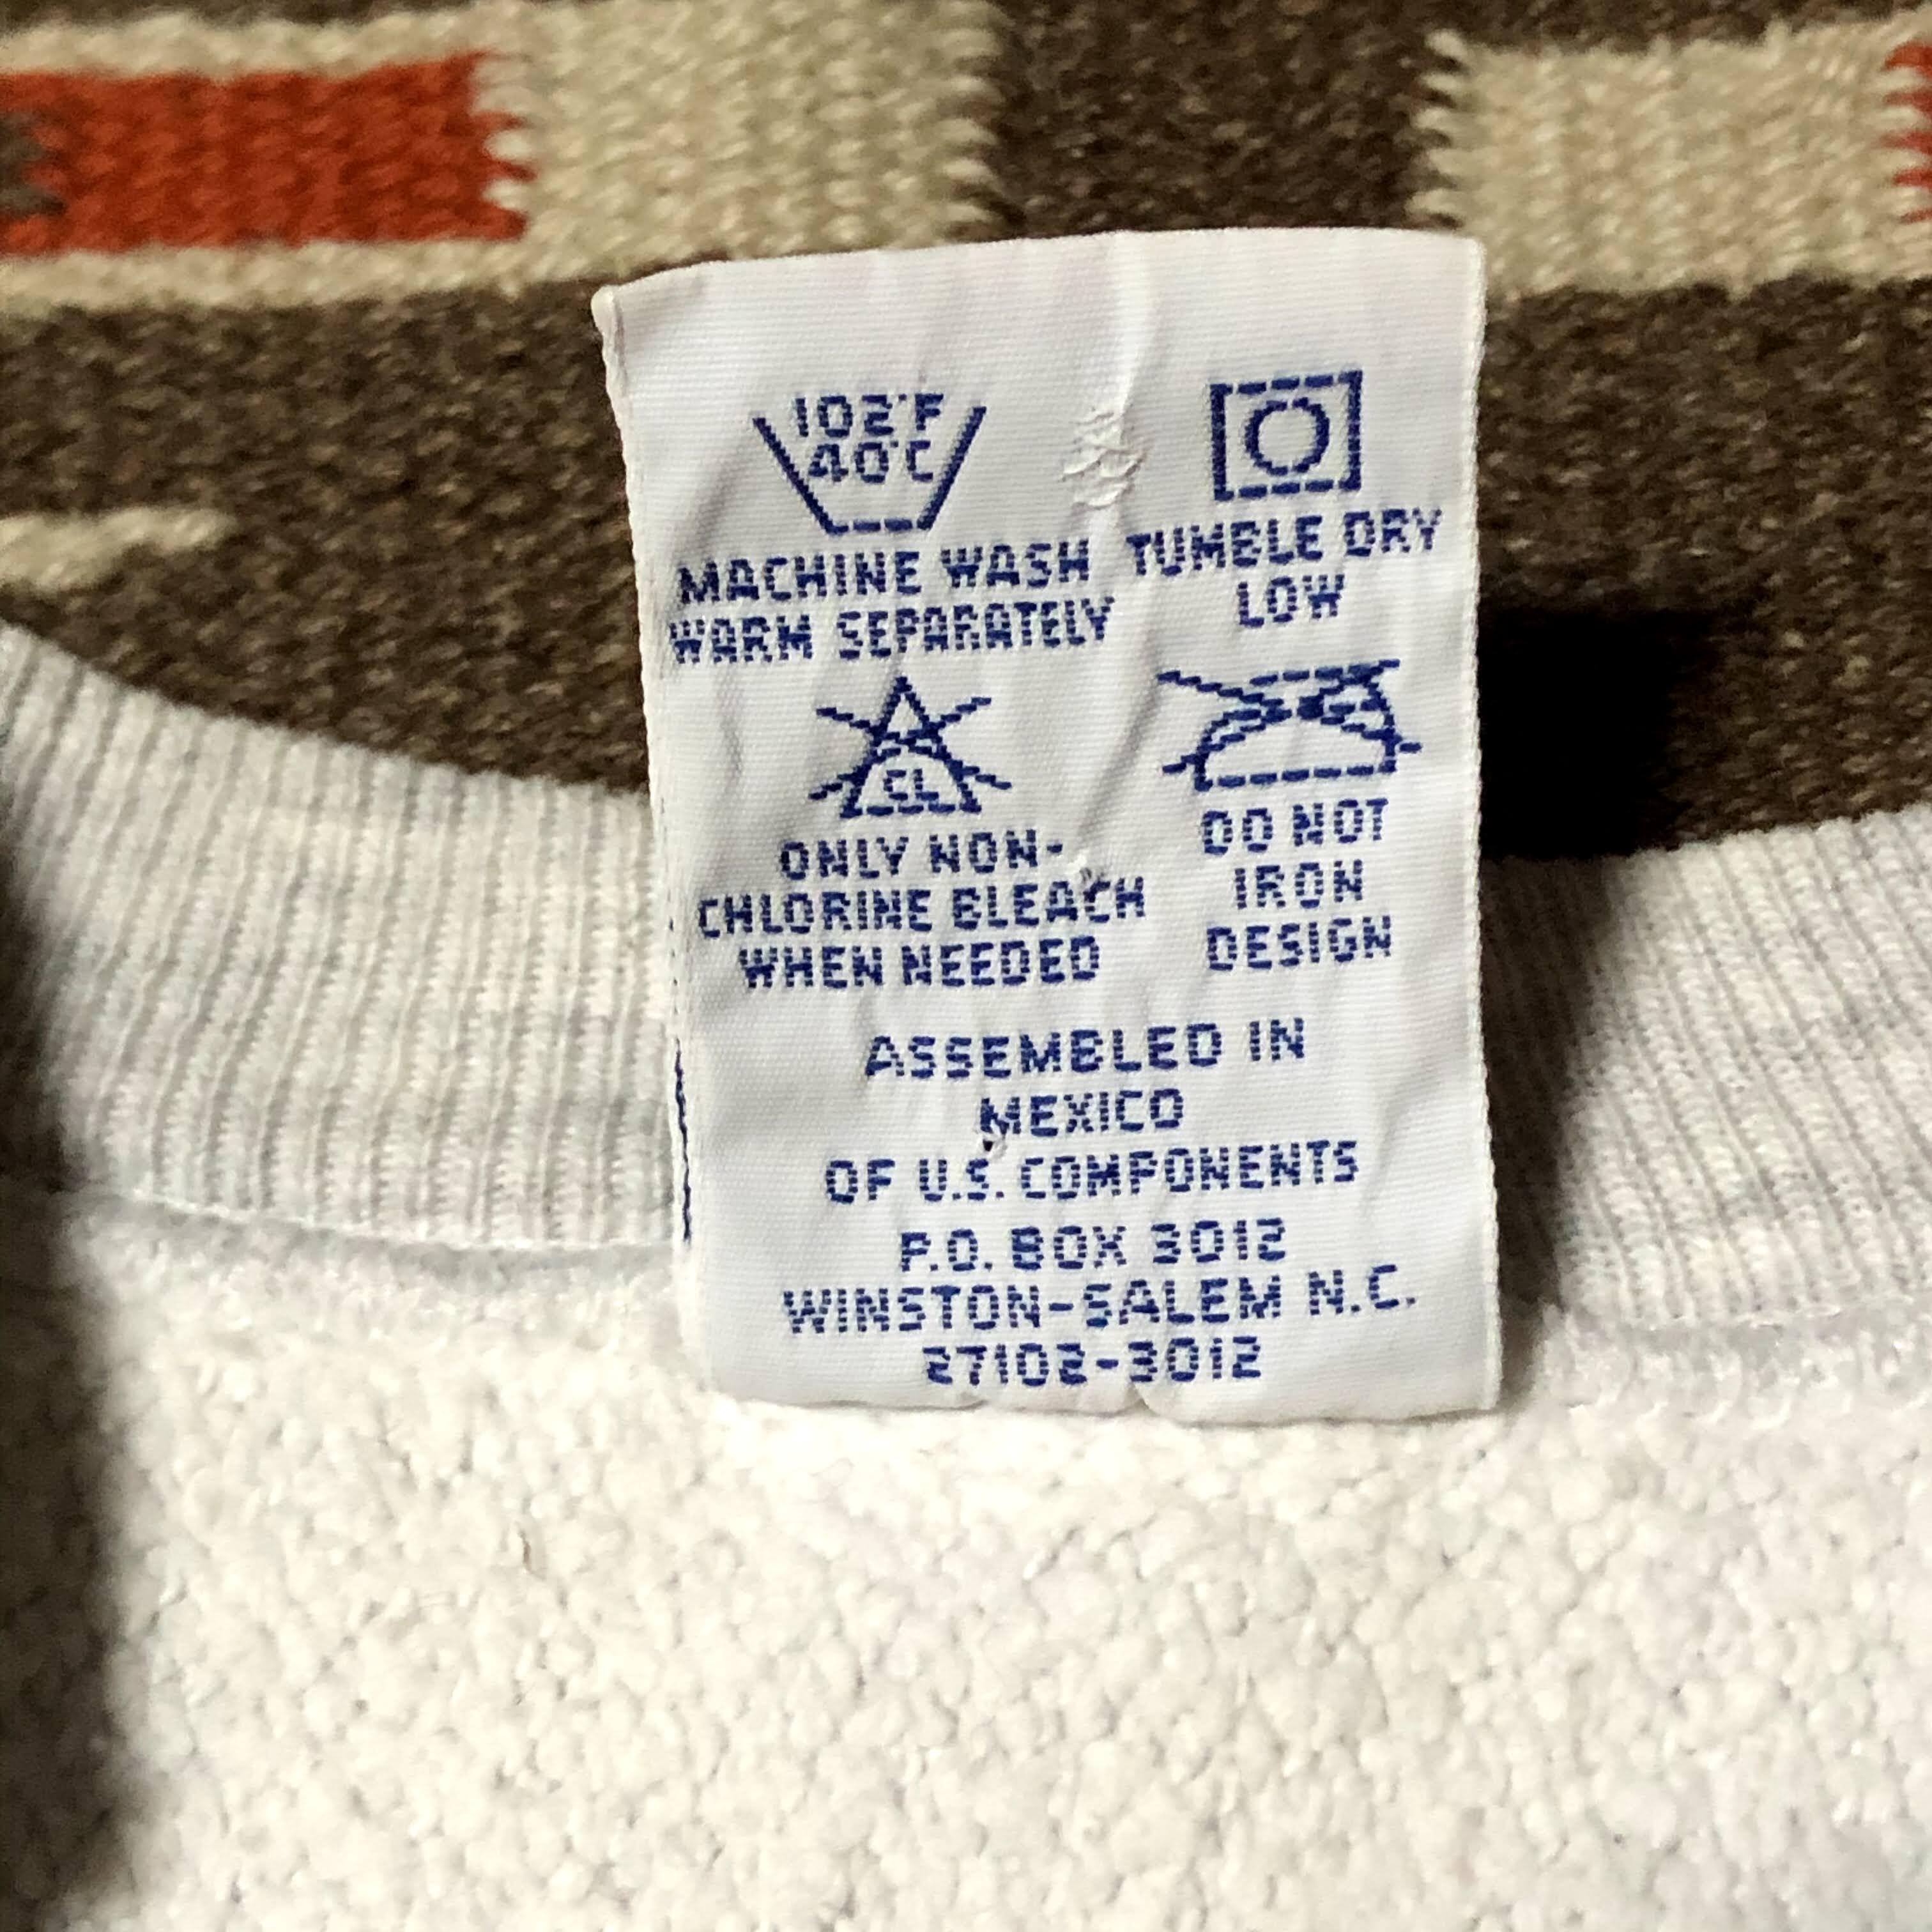 102°F
40°C
MACHINE WASH
WARM SEPARATELY
TUMBLE DRY
LOW
CL
ONLY NON-
CHLORINE BLEACH
WHEN NEEDED
DO NOT
IRON
DESIGN
ASSEMBLED IN
MEXICO
OF U.S. COMPONENTS
P.O. BOX 3012
WINSTON-SALEM N.C.
27102-3012